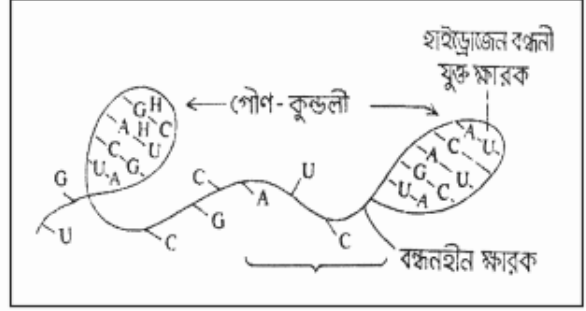 হাইড্রোজেন বন্ধনী
যুক্ত ক্ষারক
গৌণ-কুন্ডলী
G H
A H C
C U
U A G
G
U
C
C
G
A
U
C
A U
A C
G U
U A C
বন্ধনহীন ক্ষারক